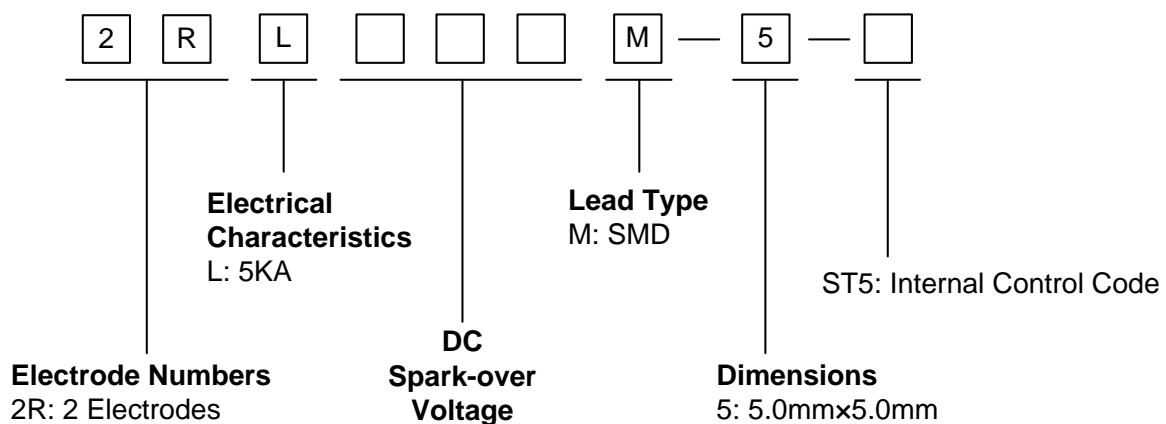 2 R L M — 5 —
Electrical
Characteristics
L: 5KA
Lead Type
M: SMD
ST5: Internal Control Code
DC
Spark-over
Voltage
Electrode Numbers
2R: 2 Electrodes
Dimensions
5: 5.0mm×5.0mm